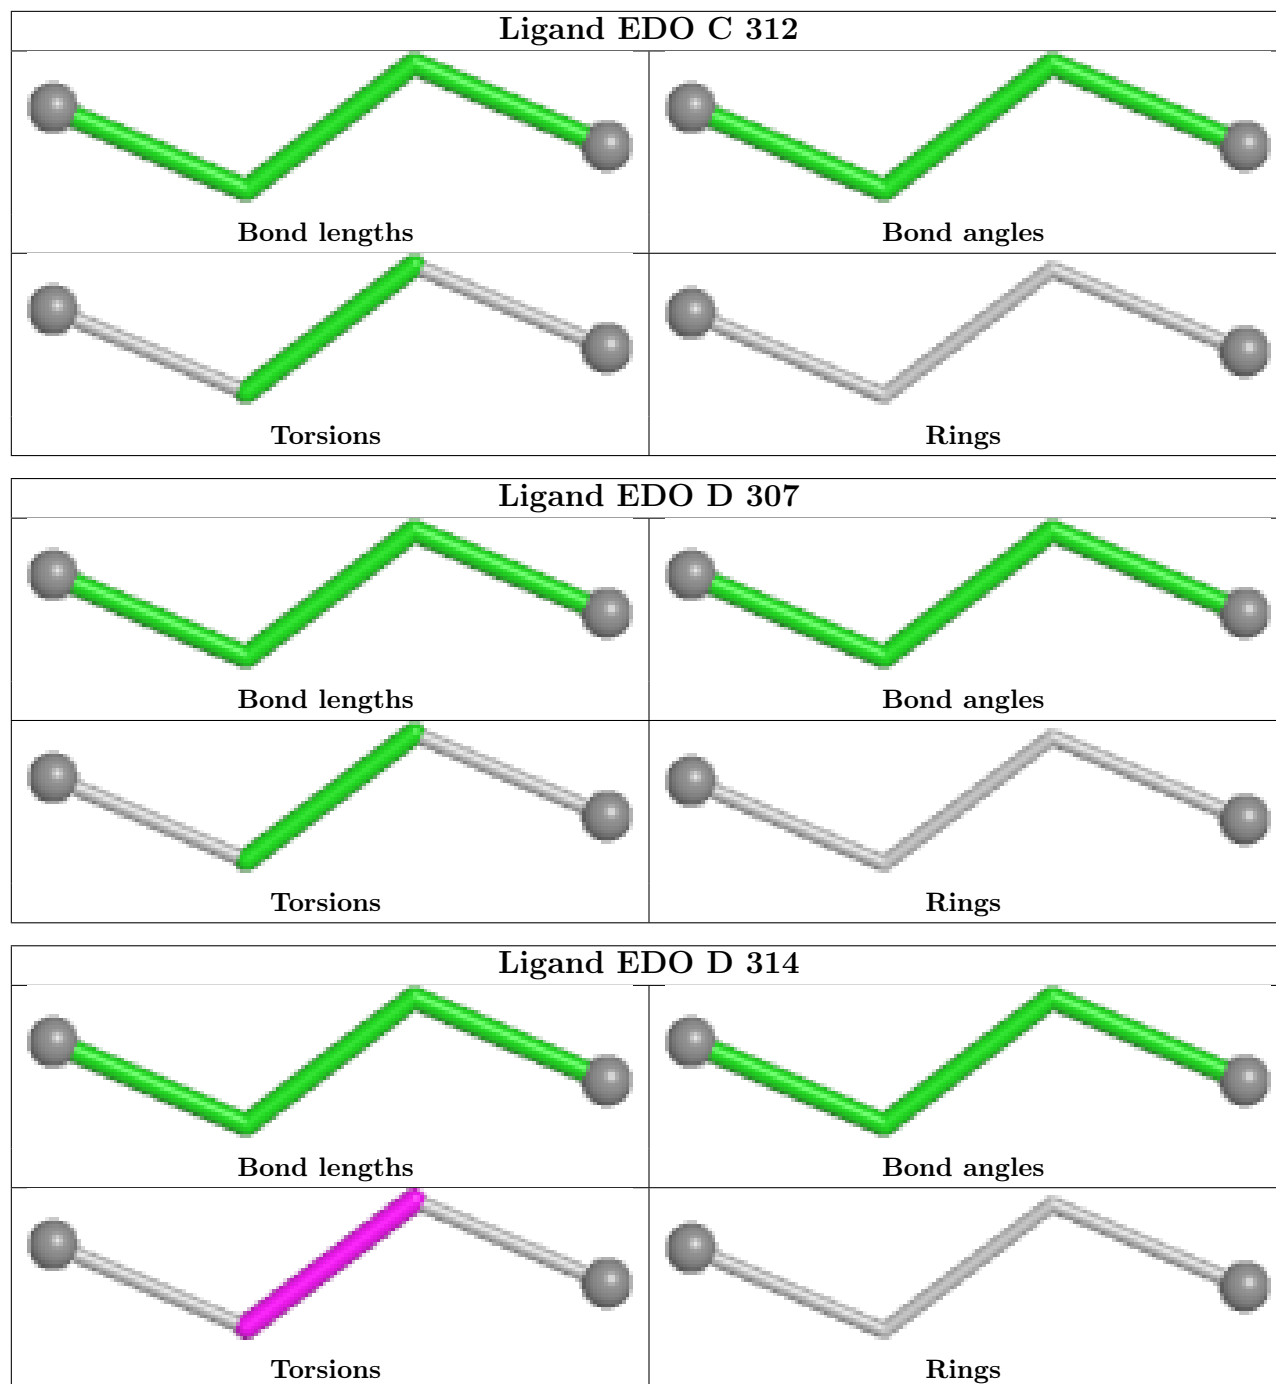 Ligand EDO C 312
Bond lengths
Bond angles
Torsions
Rings
Ligand EDO D 307
Bond lengths
Bond angles
Torsions
Rings
Ligand EDO D 314
Bond lengths
Bond angles
Torsions
Rings